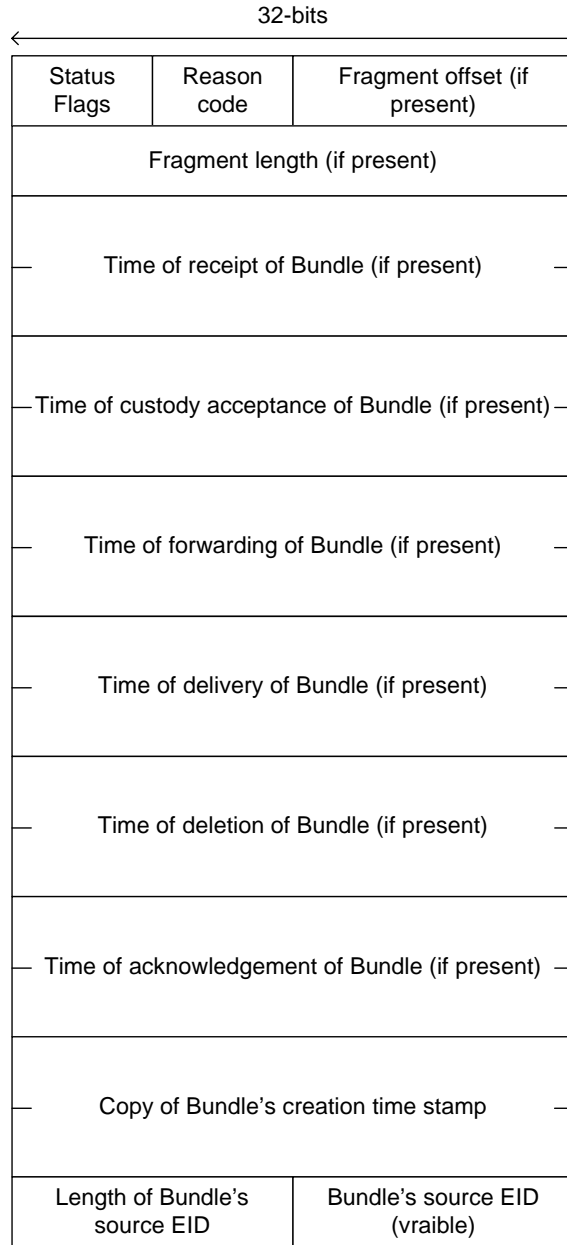 32-bits
Status
Flags
Reason
code
Fragment offset (if
present)
Fragment length (if present)
Time of receipt of Bundle (if present)
Time of custody acceptance of Bundle (if present)
Time of forwarding of Bundle (if present)
Time of delivery of Bundle (if present)
Time of deletion of Bundle (if present)
Time of acknowledgement of Bundle (if present)
Copy of Bundle's creation time stamp
Length of Bundle's
source EID
Bundle's source EID
(vraible)